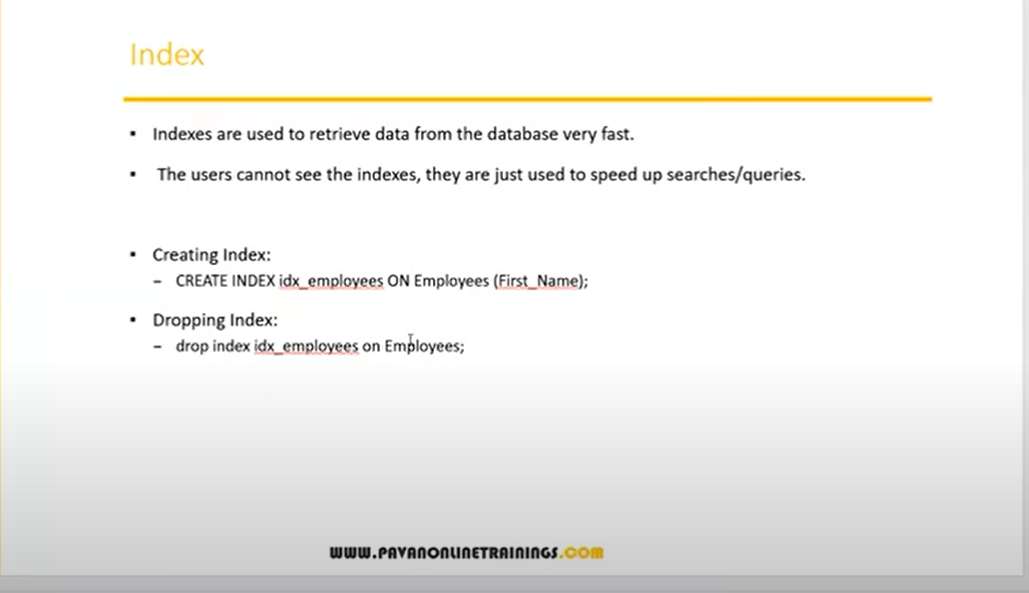 Index
▪ Indexes are used to retrieve data from the database very fast.
▪ The users cannot see the indexes, they are just used to speed up searches/queries.
▪ Creating Index:
– CREATE INDEX idx_employees ON Employees (First_Name);
▪ Dropping Index:
– drop index idx_employees on Employees;
WWW.PAVANONLINETRAININGS.COM